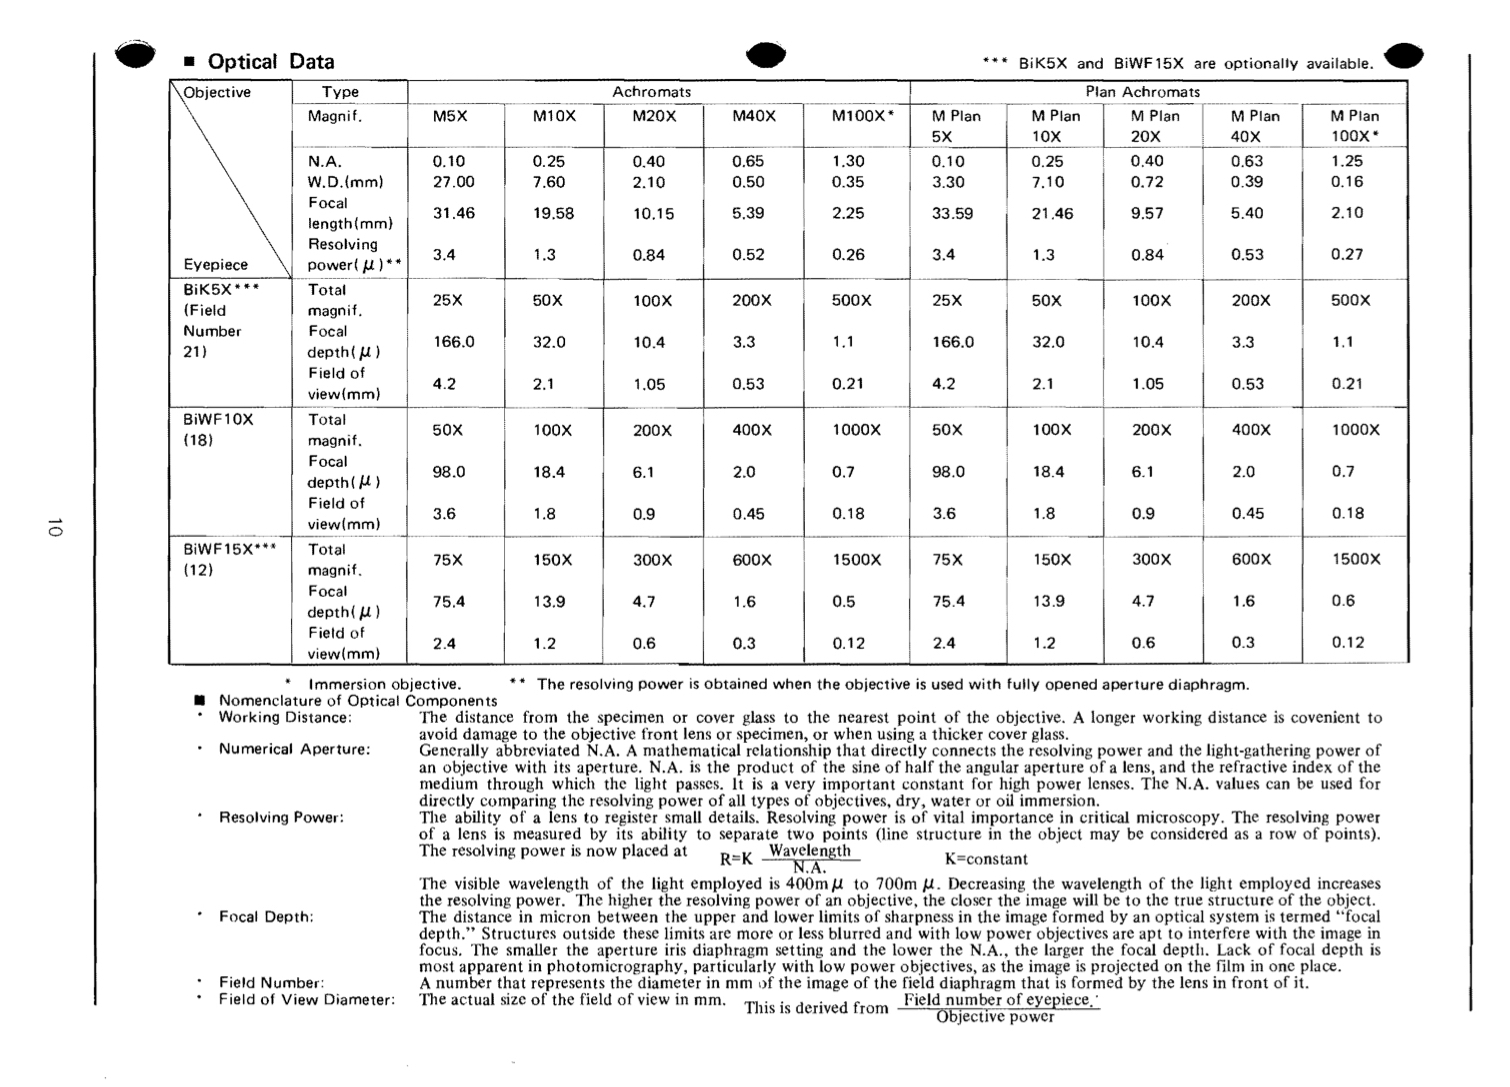 ■ Optical Data
*** BiK5X and BiWF15X are optionally available.
Objective Type Achromats Plan Achromats
Magnif. M5X M10X M20X M40X M100X* M Plan 5X M Plan 10X M Plan 20X M Plan 40X M Plan 100X*
N.A. 0.10 0.25 0.40 0.65 1.30 0.10 0.25 0.40 0.63 1.25
W.D.(mm) 27.00 7.60 2.10 0.50 0.35 3.30 7.10 0.72 0.39 0.16
Focal length(mm) 31.46 19.58 10.15 5.39 2.25 33.59 21.46 9.57 5.40 2.10
Eyepiece Resolving power(μ)** 3.4 1.3 0.84 0.52 0.26 3.4 1.3 0.84 0.53 0.27
BiK5X*** (Field Number 21) Total magnif. 25X 50X 100X 200X 500X 25X 50X 100X 200X 500X
Focal depth(μ) 166.0 32.0 10.4 3.3 1.1 166.0 32.0 10.4 3.3 1.1
Field of view(mm) 4.2 2.1 1.05 0.53 0.21 4.2 2.1 1.05 0.53 0.21
BiWF10X (18) Total magnif. 50X 100X 200X 400X 1000X 50X 100X 200X 400X 1000X
Focal depth(μ) 98.0 18.4 6.1 2.0 0.7 98.0 18.4 6.1 2.0 0.7
Field of view(mm) 3.6 1.8 0.9 0.45 0.18 3.6 1.8 0.9 0.45 0.18
BiWF15X*** (12) Total magnif. 75X 150X 300X 600X 1500X 75X 150X 300X 600X 1500X
Focal depth(μ) 75.4 13.9 4.7 1.6 0.5 75.4 13.9 4.7 1.6 0.6
Field of view(mm) 2.4 1.2 0.6 0.3 0.12 2.4 1.2 0.6 0.3 0.12
* Immersion objective. ** The resolving power is obtained when the objective is used with fully opened aperture diaphragm.
■ Nomenclature of Optical Components
· Working Distance: The distance from the specimen or cover glass to the nearest point of the objective. A longer working distance is covenient to
avoid damage to the objective front lens or specimen, or when using a thicker cover glass.
· Numerical Aperture: Generally abbreviated N.A. A mathematical relationship that directly connects the resolving power and the light-gathering power of
an objective with its aperture. N.A. is the product of the sine of half the angular aperture of a lens, and the refractive index of the
medium through which the light passes. It is a very important constant for high power lenses. The N.A. values can be used for
directly comparing the resolving power of all types of objectives, dry, water or oil immersion.
· Resolving Power: The ability of a lens to register small details. Resolving power is of vital importance in critical microscopy. The resolving power
of a lens is measured by its ability to separate two points (line structure in the object may be considered as a row of points).
The resolving power is now placed at R=K Wavelength / N.A. K=constant
The visible wavelength of the light employed is 400mμ to 700mμ. Decreasing the wavelength of the light employed increases
the resolving power. The higher the resolving power of an objective, the closer the image will be to the true structure of the object.
· Focal Depth: The distance in micron between the upper and lower limits of sharpness in the image formed by an optical system is termed "focal
depth." Structures outside these limits are more or less blurred and with low power objectives are apt to interfere with the image in
focus. The smaller the aperture iris diaphragm setting and the lower the N.A., the larger the focal depth. Lack of focal depth is
most apparent in photomicrography, particularly with low power objectives, as the image is projected on the film in one place.
· Field Number: A number that represents the diameter in mm of the image of the field diaphragm that is formed by the lens in front of it.
· Field of View Diameter: The actual size of the field of view in mm. This is derived from Field number of eyepiece. / Objective power
10